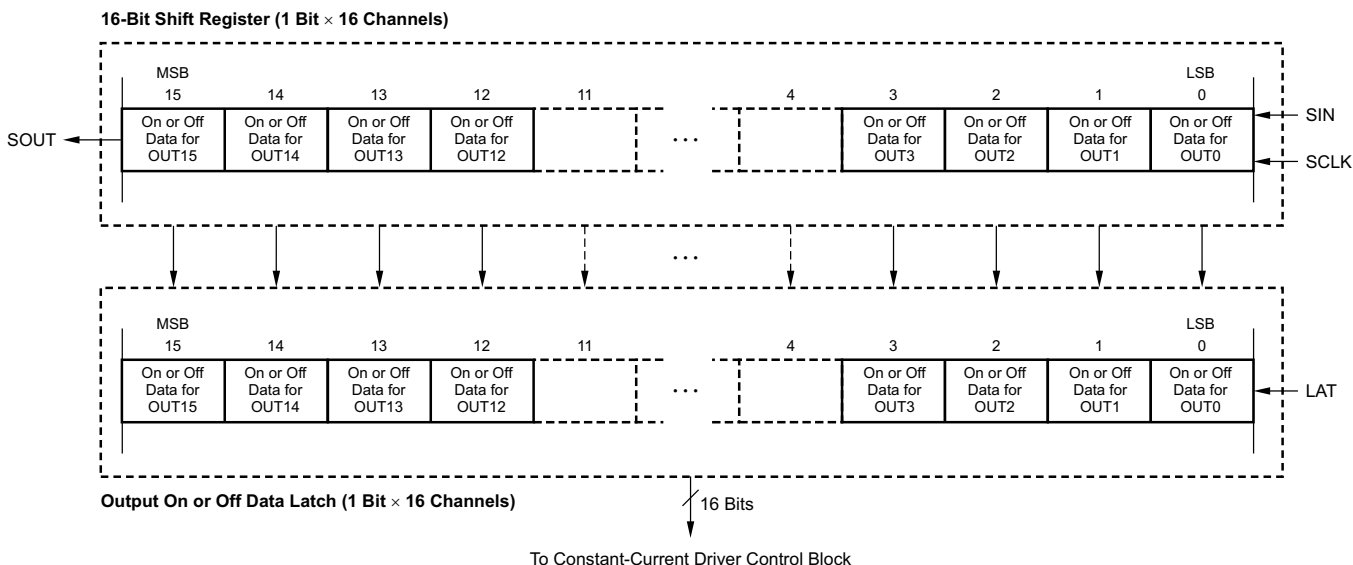 16-Bit Shift Register (1 Bit × 16 Channels)
MSB LSB
15 14 13 12 11 4 3 2 1 0
On or Off On or Off On or Off On or Off On or Off On or Off On or Off On or Off
Data for Data for Data for Data for ··· Data for Data for Data for Data for
OUT15 OUT14 OUT13 OUT12 OUT3 OUT2 OUT1 OUT0
SIN
SOUT
SCLK
···
MSB LSB
15 14 13 12 11 4 3 2 1 0
On or Off On or Off On or Off On or Off On or Off On or Off On or Off On or Off
Data for Data for Data for Data for ··· Data for Data for Data for Data for
OUT15 OUT14 OUT13 OUT12 OUT3 OUT2 OUT1 OUT0
LAT
Output On or Off Data Latch (1 Bit × 16 Channels)
16 Bits
To Constant-Current Driver Control Block